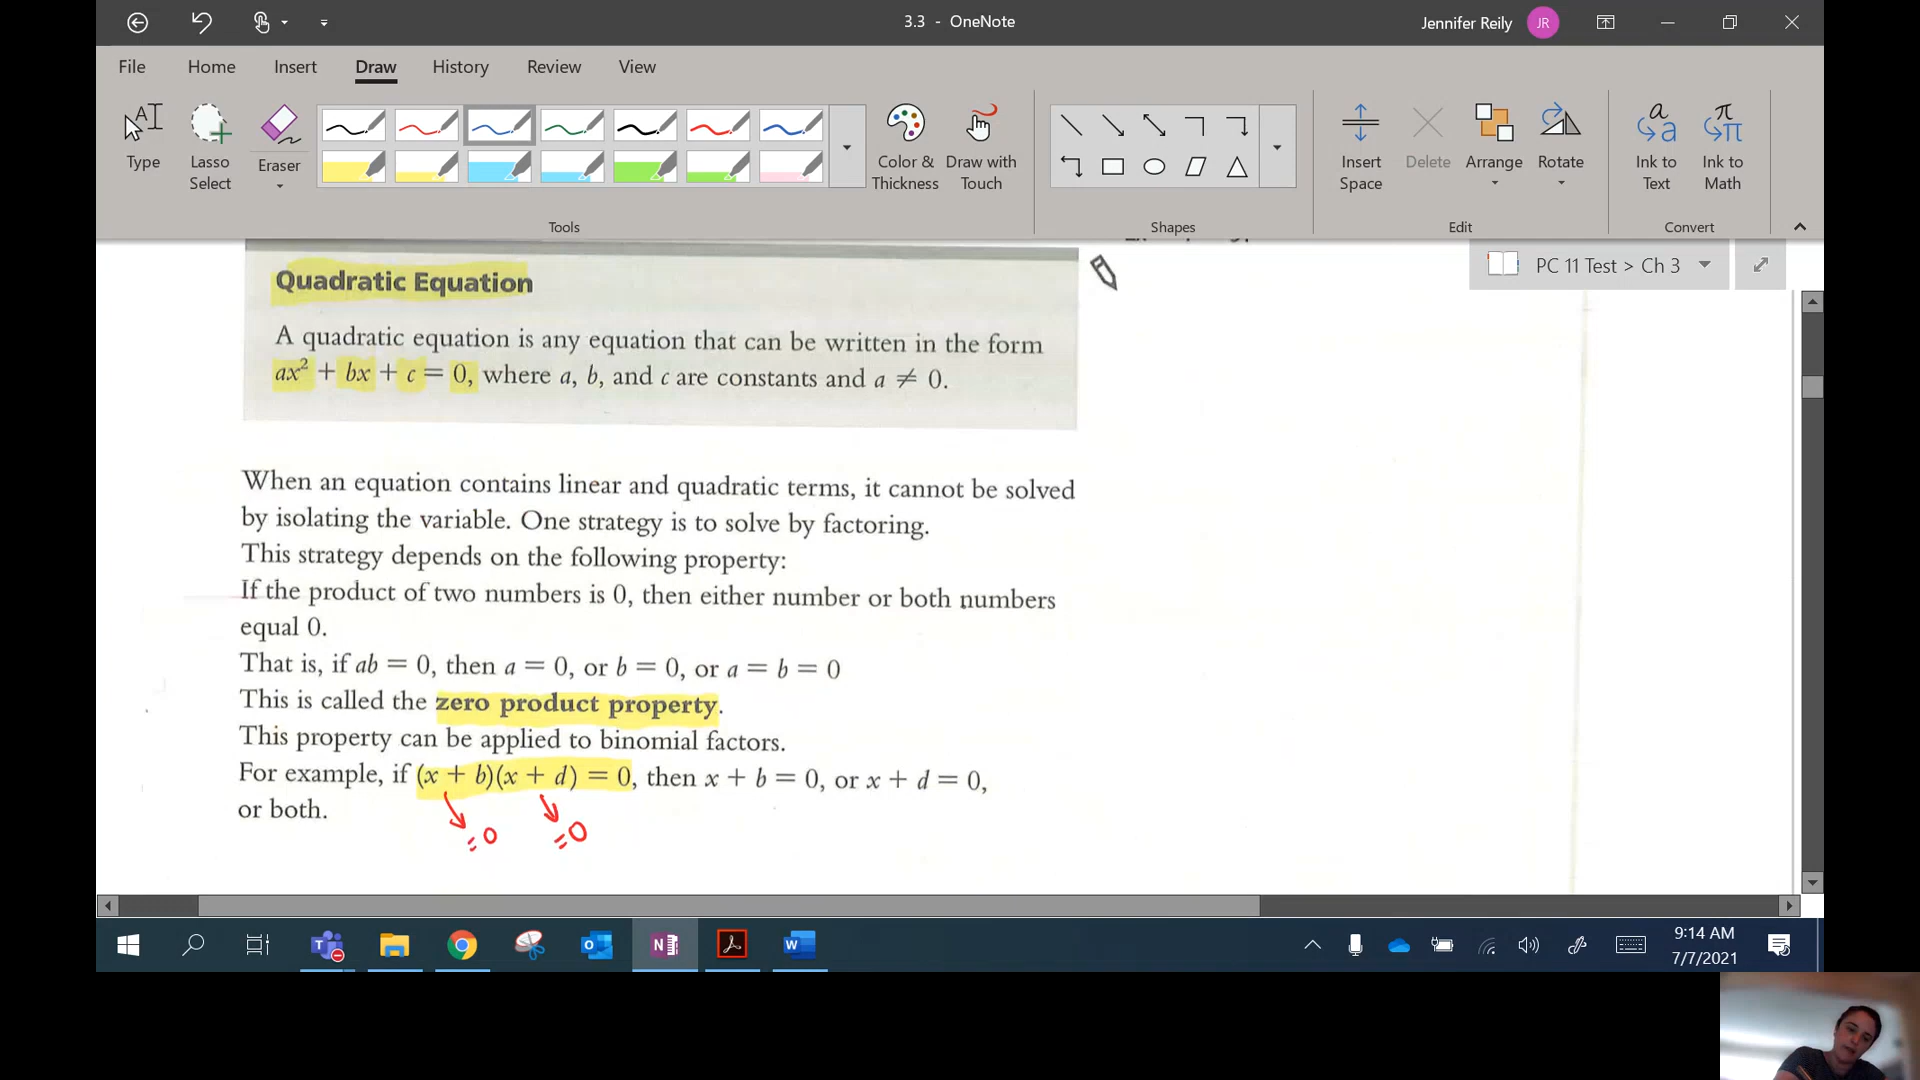 3.3 - OneNote
Jennifer Reily
JR
File Home Insert Draw History Review View
Type
Lasso Select
Eraser
Color & Thickness
Draw with Touch
Insert Space
Delete
Arrange
Rotate
Ink to Text
Ink to Math
Tools
Shapes
Edit
Convert
PC 11 Test > Ch 3
Quadratic Equation
A quadratic equation is any equation that can be written in the form
ax² + bx + c = 0, where a, b, and c are constants and a ≠ 0.
When an equation contains linear and quadratic terms, it cannot be solved
by isolating the variable. One strategy is to solve by factoring.
This strategy depends on the following property:
If the product of two numbers is 0, then either number or both numbers
equal 0.
That is, if ab = 0, then a = 0, or b = 0, or a = b = 0
This is called the zero product property.
This property can be applied to binomial factors.
For example, if (x + b)(x + d) = 0, then x + b = 0, or x + d = 0,
or both.
=0 =0
9:14 AM
7/7/2021